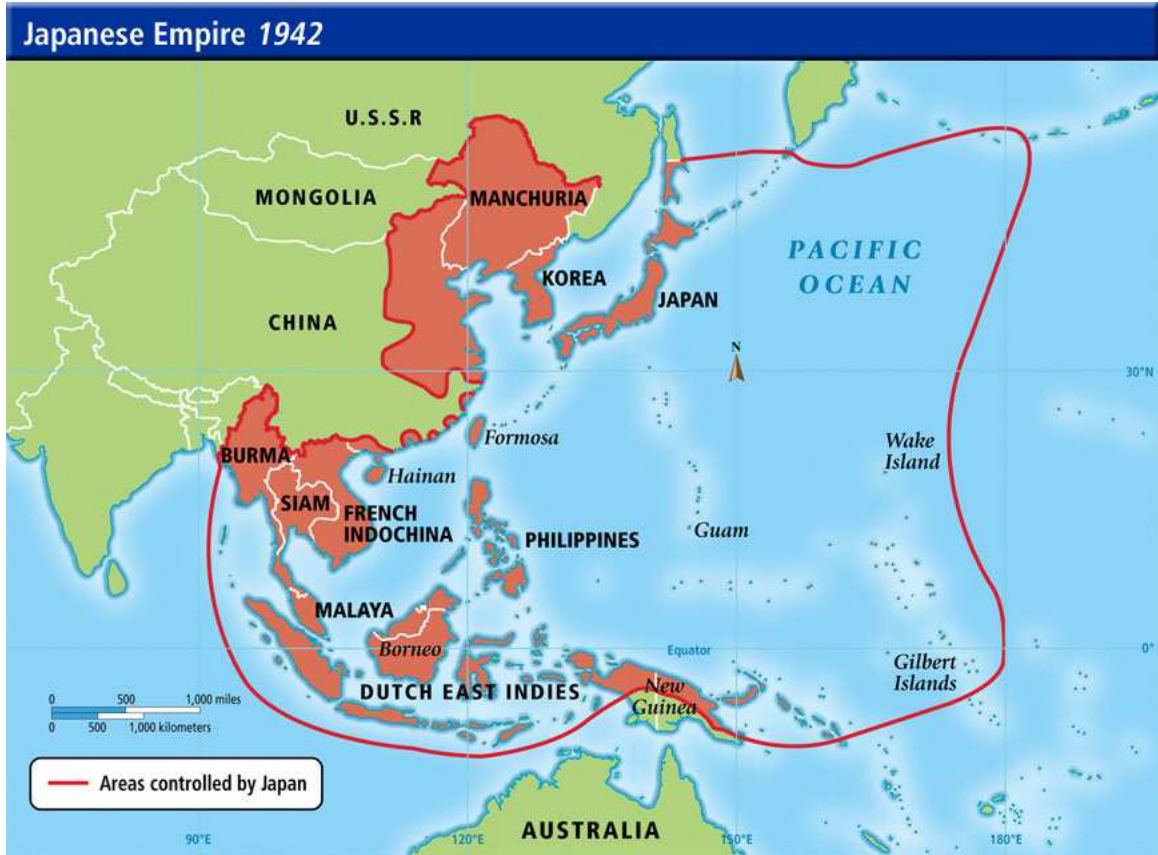 Japanese Empire 1942
U.S.S.R
MONGOLIA
MANCHURIA
PACIFIC
OCEAN
KOREA
JAPAN
CHINA
N
30°N
Formosa
Wake
Island
BURMA
Hainan
SIAM
FRENCH
INDOCHINA
Guam
PHILIPPINES
MALAYA
Borneo
Equator
0°
Gilbert
Islands
DUTCH EAST INDIES
New
Guinea
0 500 1,000 miles
0 500 1,000 kilometers
Areas controlled by Japan
AUSTRALIA
90°E
120°E
150°E
180°E